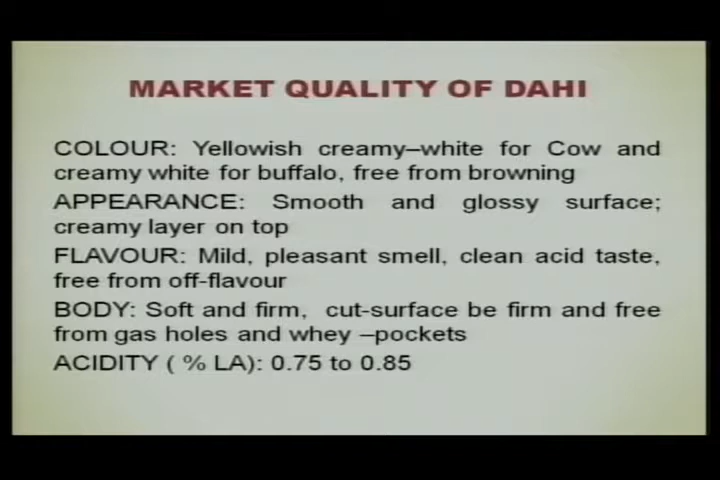 MARKET QUALITY OF DAHI
COLOUR: Yellowish creamy–white for Cow and
creamy white for buffalo, free from browning
APPEARANCE: Smooth and glossy surface;
creamy layer on top
FLAVOUR: Mild, pleasant smell, clean acid taste,
free from off-flavour
BODY: Soft and firm, cut-surface be firm and free
from gas holes and whey –pockets
ACIDITY ( % LA): 0.75 to 0.85